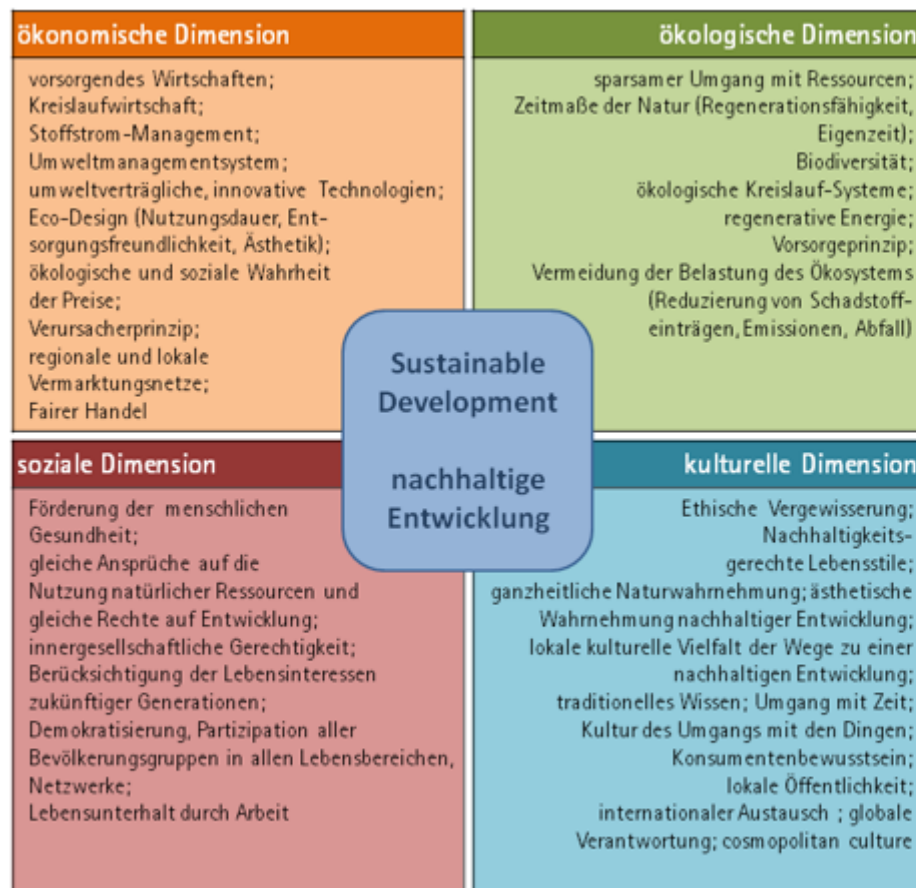 ökonomische Dimension
vorsorgendes Wirtschaften;
Kreislaufwirtschaft;
Stoffstrom-Management;
Umweltmanagementsystem;
umweltverträgliche, innovative Technologien;
Eco-Design (Nutzungsdauer, Ent-
sorgungsfreundlichkeit, Ästhetik);
ökologische und soziale Wahrheit
der Preise;
Verursacherprinzip;
regionale und lokale
Vermarktungsnetze;
Fairer Handel
ökologische Dimension
sparsamer Umgang mit Ressourcen;
Zeitmaße der Natur (Regenerationsfähigkeit,
Eigenzeit);
Biodiversität;
ökologische Kreislauf-Systeme;
regenerative Energie;
Vorsorgeprinzip;
Vermeidung der Belastung des Ökosystems
(Reduzierung von Schadstoff-
einträgen, Emissionen, Abfall)
Sustainable
Development
nachhaltige
Entwicklung
soziale Dimension
Förderung der menschlichen
Gesundheit;
gleiche Ansprüche auf die
Nutzung natürlicher Ressourcen und
gleiche Rechte auf Entwicklung;
innergesellschaftliche Gerechtigkeit;
Berücksichtigung der Lebensinteressen
zukünftiger Generationen;
Demokratisierung, Partizipation aller
Bevölkerungsgruppen in allen Lebensbereichen,
Netzwerke;
Lebensunterhalt durch Arbeit
kulturelle Dimension
Ethische Vergewisserung;
Nachhaltigkeits-
gerechte Lebensstile;
ganzheitliche Naturwahrnehmung; ästhetische
Wahrnehmung nachhaltiger Entwicklung;
lokale kulturelle Vielfalt der Wege zu einer
nachhaltigen Entwicklung;
traditionelles Wissen; Umgang mit Zeit;
Kultur des Umgangs mit den Dingen;
Konsumentenbewusstsein;
lokale Öffentlichkeit;
internationaler Austausch ; globale
Verantwortung; cosmopolitan culture